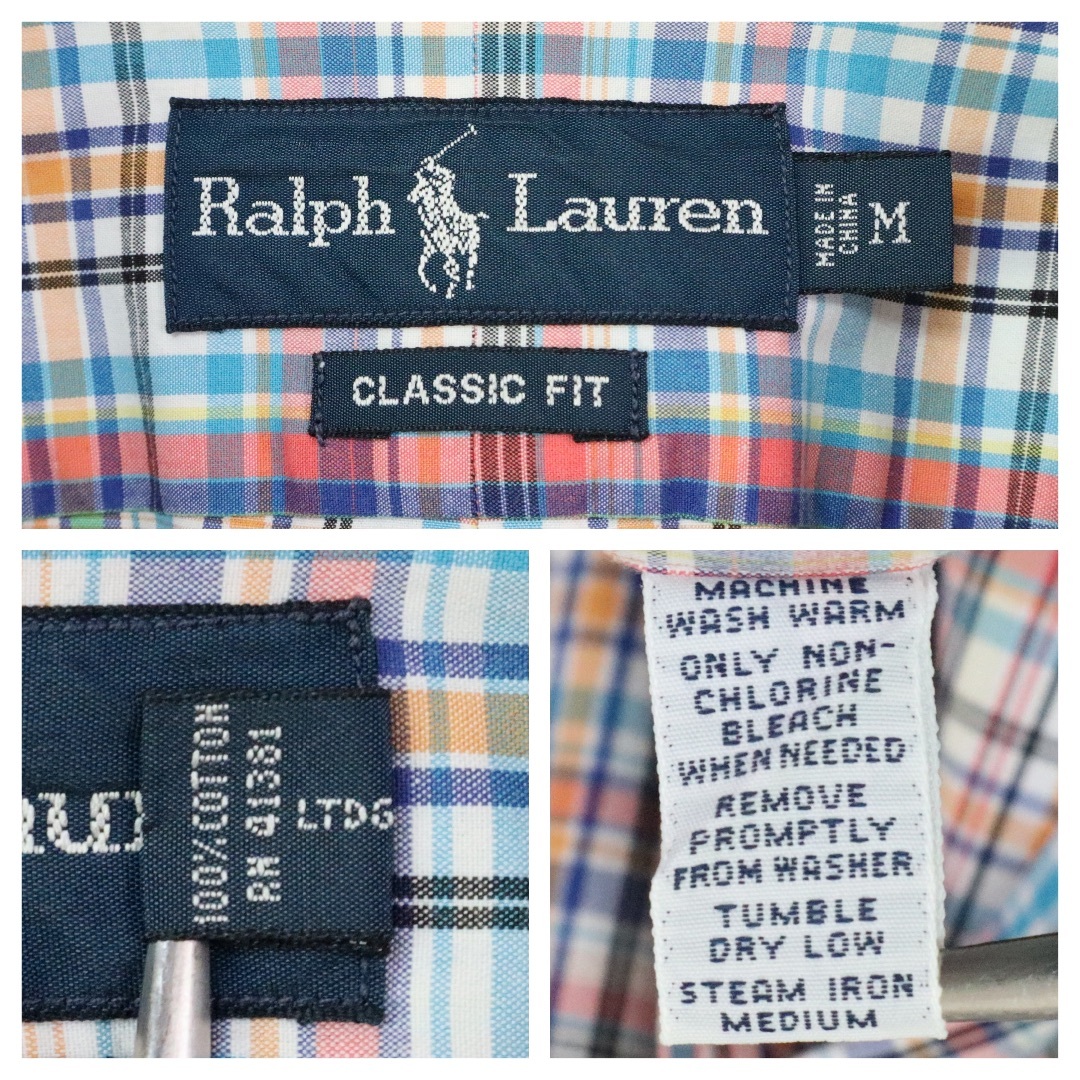 Ralph Lauren
MADE IN
CHINA
M
CLASSIC FIT
aur
100% COTTON
RN 41381
LTDG
MACHINE
WASH WARM
ONLY NON-
CHLORINE
BLEACH
WHEN NEEDED
REMOVE
PROMPTLY
FROM WASHER
TUMBLE
DRY LOW
STEAM IRON
MEDIUM